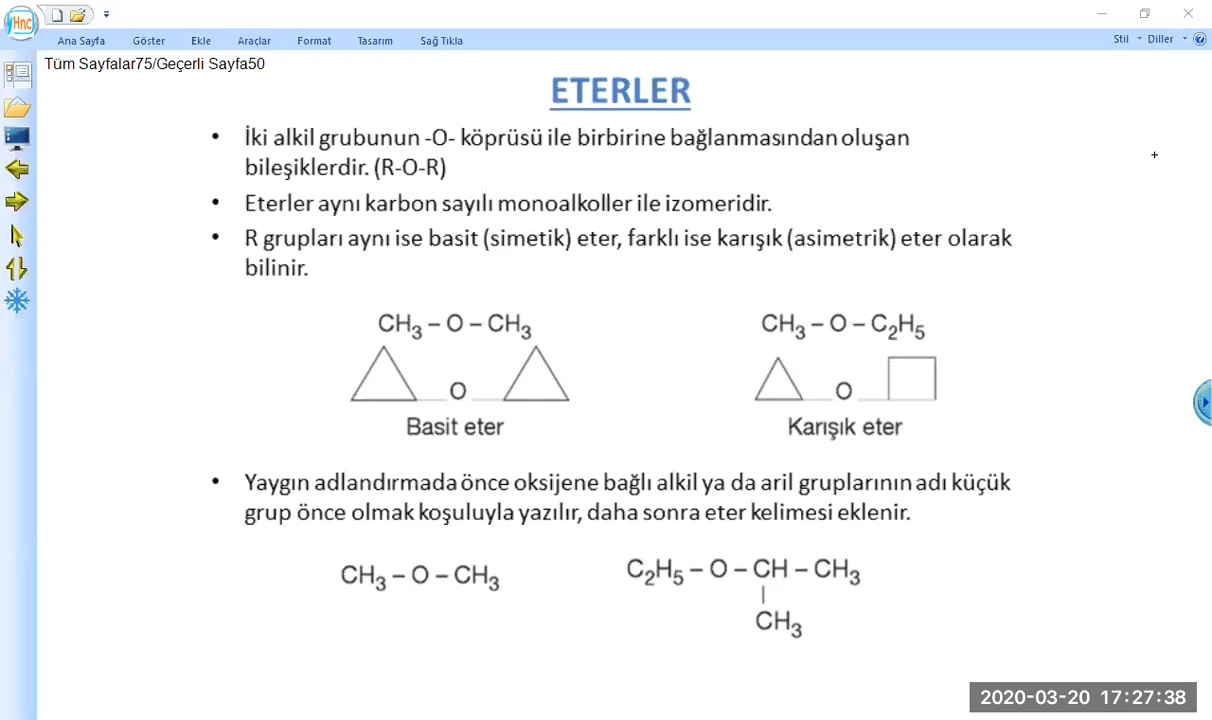 Hnc
Ana Sayfa Göster Ekle Araçlar Format Tasarım Sağ Tıkla Stil Diller
Tüm Sayfalar75/Geçerli Sayfa50
ETERLER
• İki alkil grubunun -O- köprüsü ile birbirine bağlanmasından oluşan
bileşiklerdir. (R-O-R)
• Eterler aynı karbon sayılı monoalkoller ile izomeridir.
• R grupları aynı ise basit (simetik) eter, farklı ise karışık (asimetrik) eter olarak
bilinir.
CH₃ – O – CH₃ CH₃ – O – C₂H₅
O O
Basit eter Karışık eter
• Yaygın adlandırmada önce oksijene bağlı alkil ya da aril gruplarının adı küçük
grup önce olmak koşuluyla yazılır, daha sonra eter kelimesi eklenir.
CH₃ – O – CH₃ C₂H₅ – O – CH – CH₃
|
CH₃
2020-03-20 17:27:38